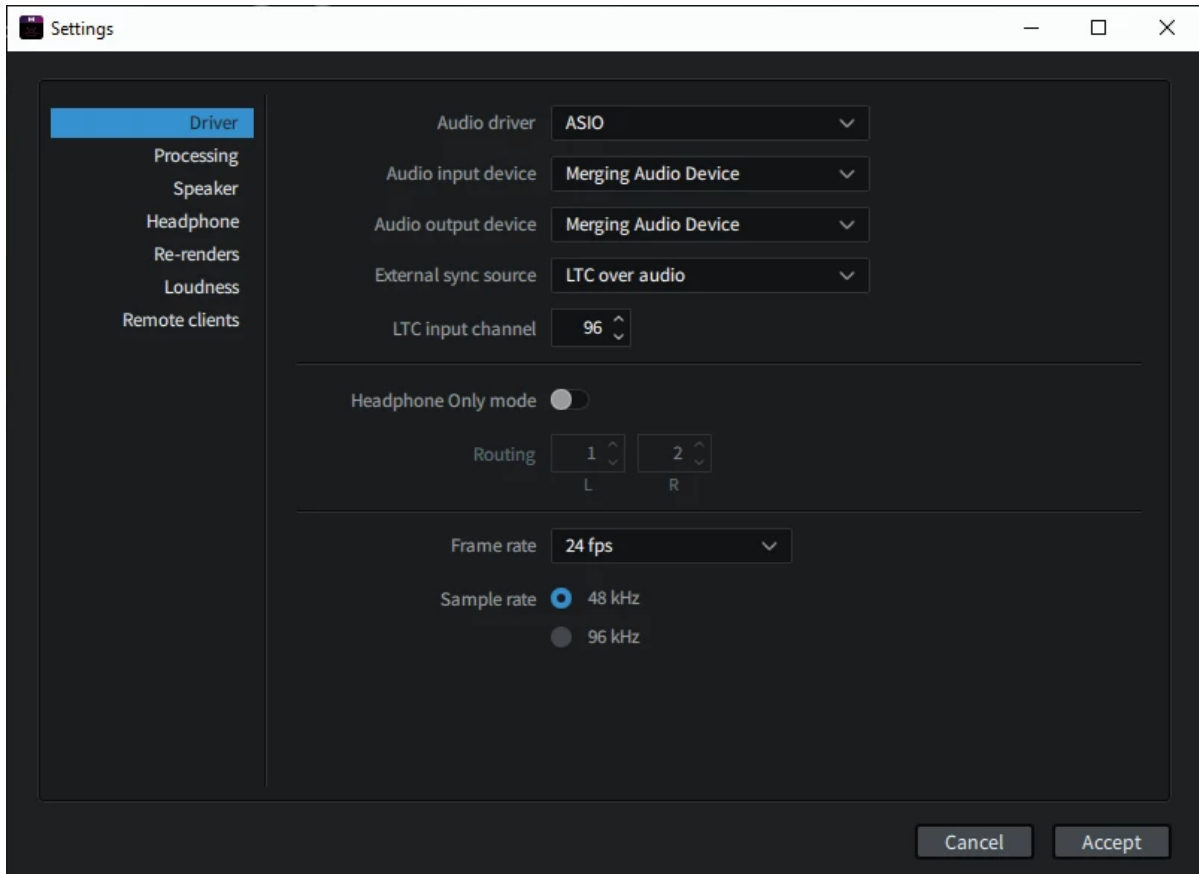 Settings
Driver
Processing
Speaker
Headphone
Re-renders
Loudness
Remote clients
Audio driver ASIO
Audio input device Merging Audio Device
Audio output device Merging Audio Device
External sync source LTC over audio
LTC input channel 96
Headphone Only mode
Routing 1 2
L R
Frame rate 24 fps
Sample rate 48 kHz
96 kHz
Cancel Accept